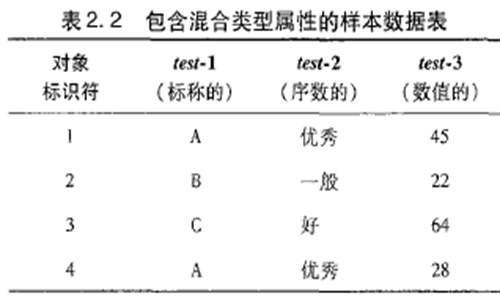 表2.2 包含混合类型属性的样本数据表
对象 test-1 test-2 test-3
标识符 (标称的) (序数的) (数值的)
1 A 优秀 45
2 B 一般 22
3 C 好 64
4 A 优秀 28